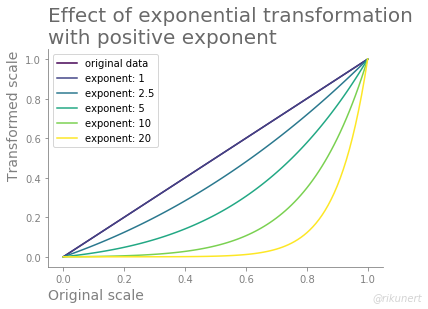 Effect of exponential transformation
with positive exponent
Transformed scale
1.0
0.8
0.6
0.4
0.2
0.0
original data
exponent: 1
exponent: 2.5
exponent: 5
exponent: 10
exponent: 20
0.0 0.2 0.4 0.6 0.8 1.0
Original scale
@rikunert